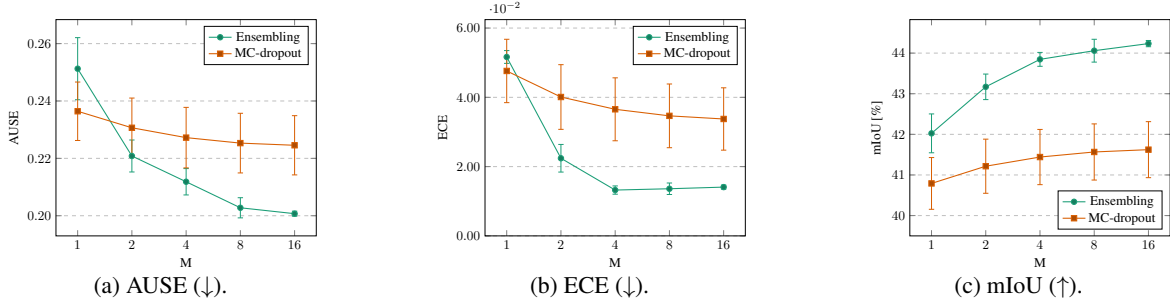 0.26
0.24
0.22
0.20
AUSE
Ensembling
MC-dropout
1 2 4 8 16
M
(a) AUSE (↓).
·10⁻²
6.00
4.00
2.00
0.00
ECE
Ensembling
MC-dropout
1 2 4 8 16
M
(b) ECE (↓).
44
43
42
41
40
mIoU [%]
Ensembling
MC-dropout
1 2 4 8 16
M
(c) mIoU (↑).